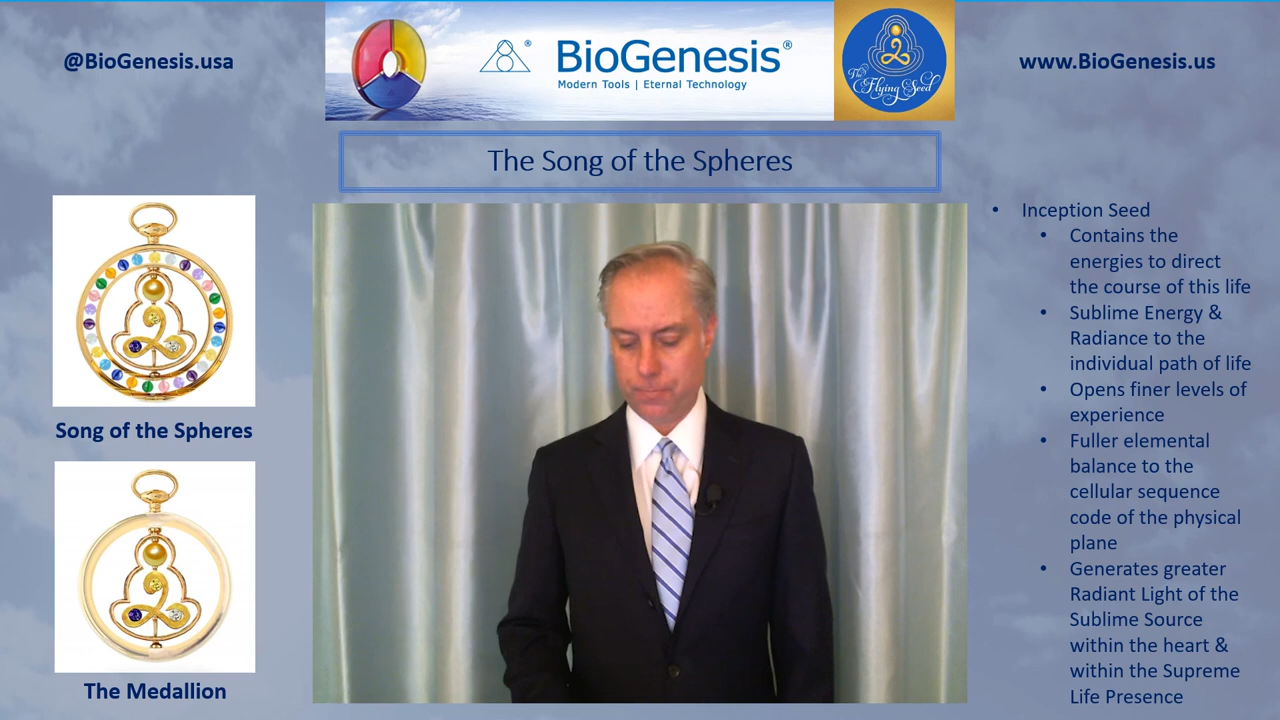 @BioGenesis.usa
BioGenesis®
Modern Tools | Eternal Technology
The
Flying Seed
www.BioGenesis.us
The Song of the Spheres
Song of the Spheres
The Medallion
• Inception Seed
• Contains the
energies to direct
the course of this life
• Sublime Energy &
Radiance to the
individual path of life
• Opens finer levels of
experience
• Fuller elemental
balance to the
cellular sequence
code of the physical
plane
• Generates greater
Radiant Light of the
Sublime Source
within the heart &
within the Supreme
Life Presence